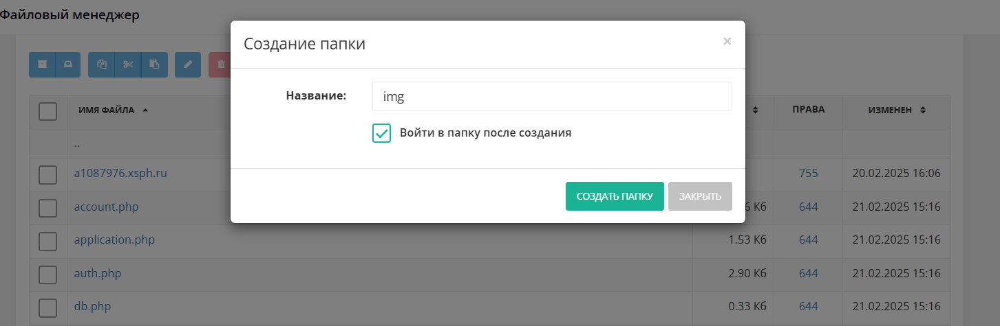 Файловый менеджер
Создание папки
×
Название:
img
Войти в папку после создания
СОЗДАТЬ ПАПКУ ЗАКРЫТЬ
ИМЯ ФАЙЛА ПРАВА ИЗМЕНЕН
..
a1087976.xsph.ru 755 20.02.2025 16:06
account.php 6 Кб 644 21.02.2025 15:16
application.php 1.53 Кб 644 21.02.2025 15:16
auth.php 2.90 Кб 644 21.02.2025 15:16
db.php 0.33 Кб 644 21.02.2025 15:16